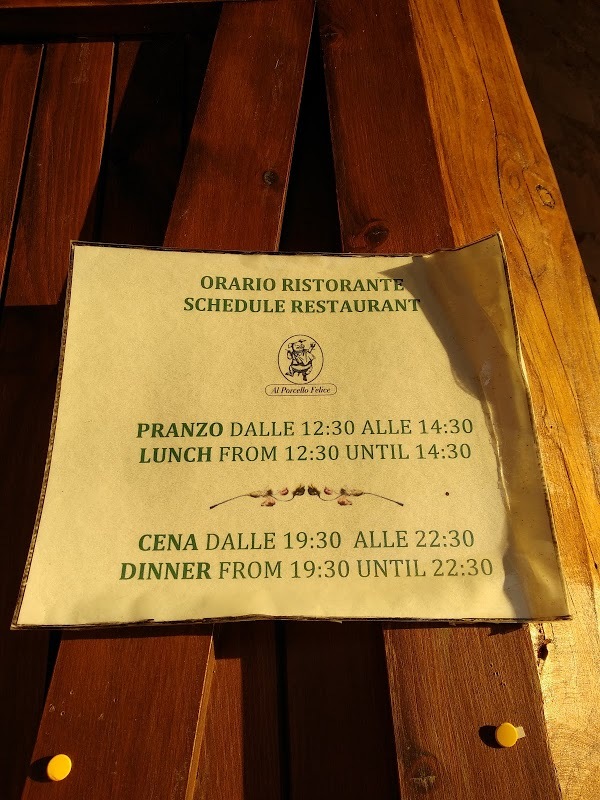 ORARIO RISTORANTE
SCHEDULE RESTAURANT
Al Porcello Felice
PRANZO DALLE 12:30 ALLE 14:30
LUNCH FROM 12:30 UNTIL 14:30
CENA DALLE 19:30 ALLE 22:30
DINNER FROM 19:30 UNTIL 22:30